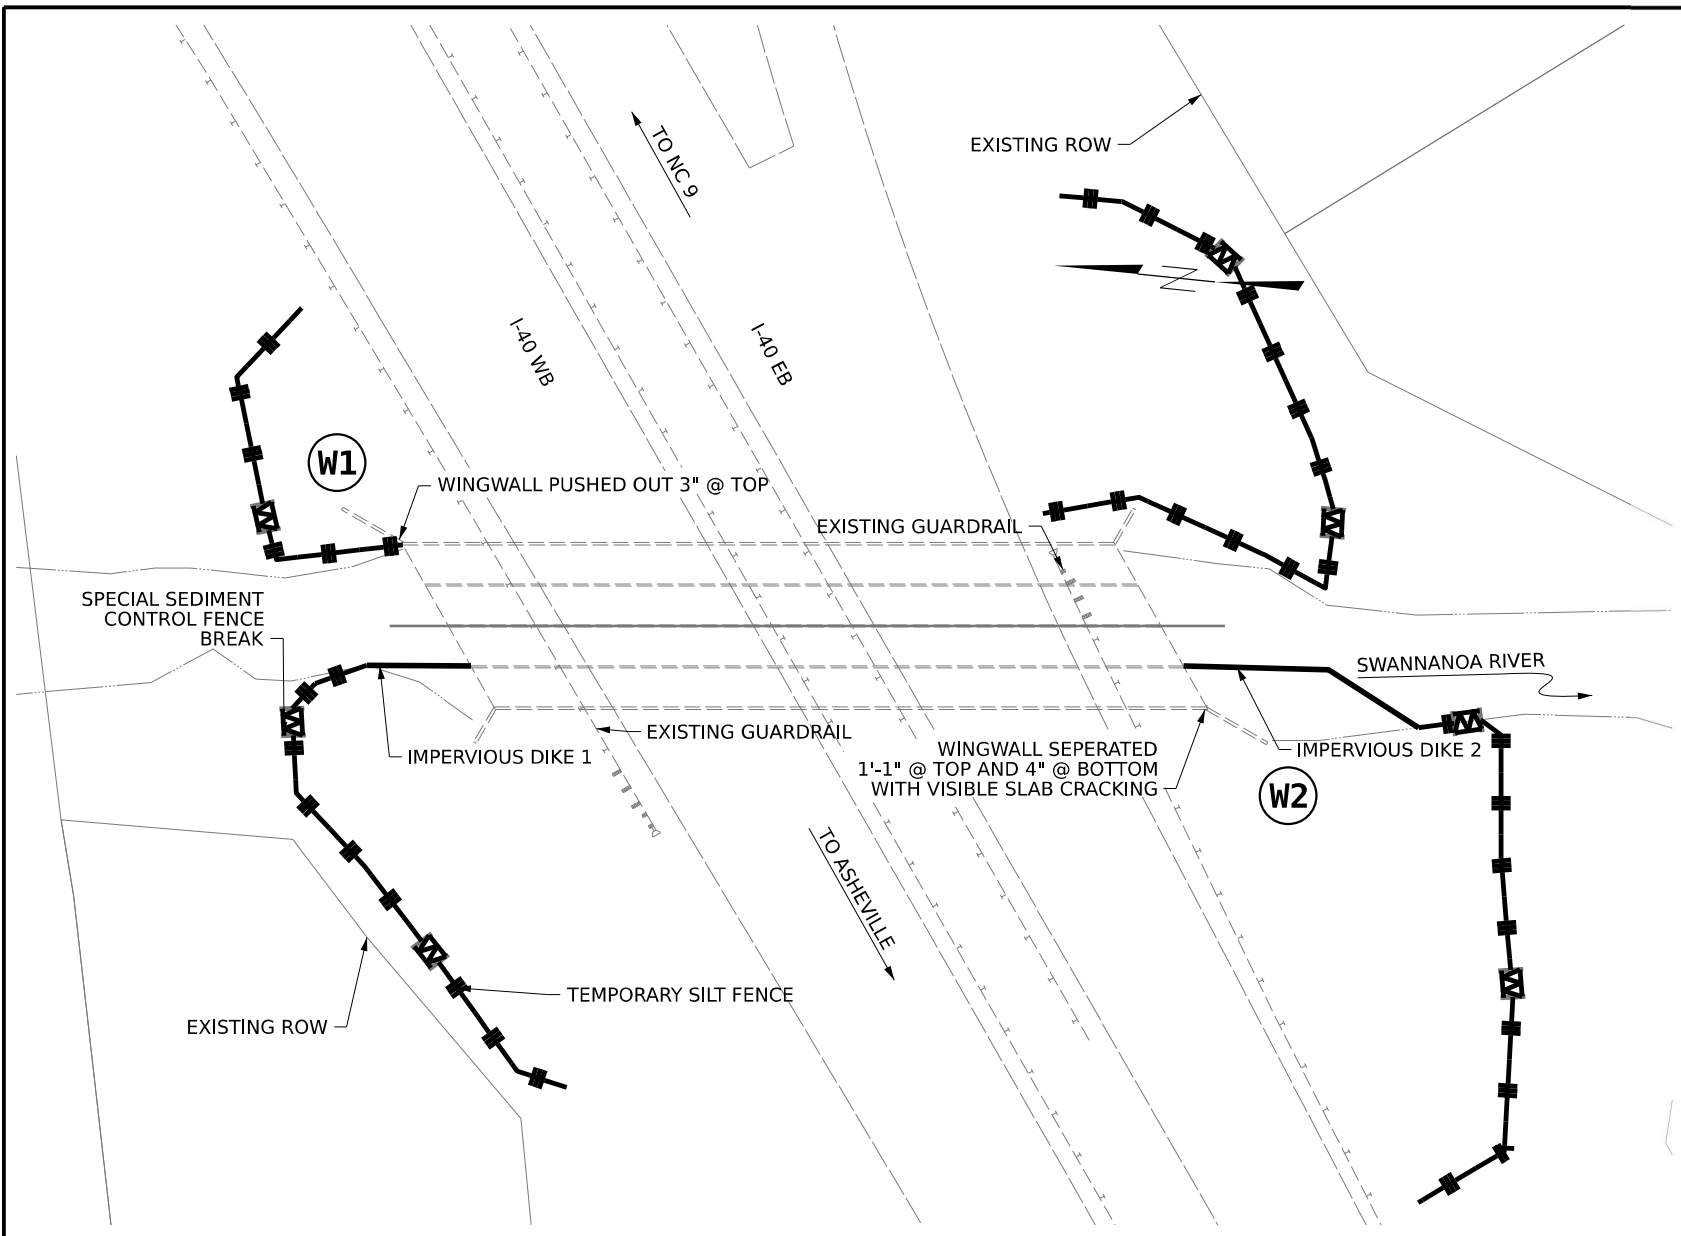 TO NC 9
EXISTING ROW
I-40 WB
I-40 EB
N
W1
WINGWALL PUSHED OUT 3" @ TOP
EXISTING GUARDRAIL
SPECIAL SEDIMENT
CONTROL FENCE
BREAK
SWANNANOA RIVER
EXISTING GUARDRAIL
IMPERVIOUS DIKE 1
WINGWALL SEPERATED
1'-1" @ TOP AND 4" @ BOTTOM
WITH VISIBLE SLAB CRACKING
IMPERVIOUS DIKE 2
W2
TO ASHEVILLE
TEMPORARY SILT FENCE
EXISTING ROW